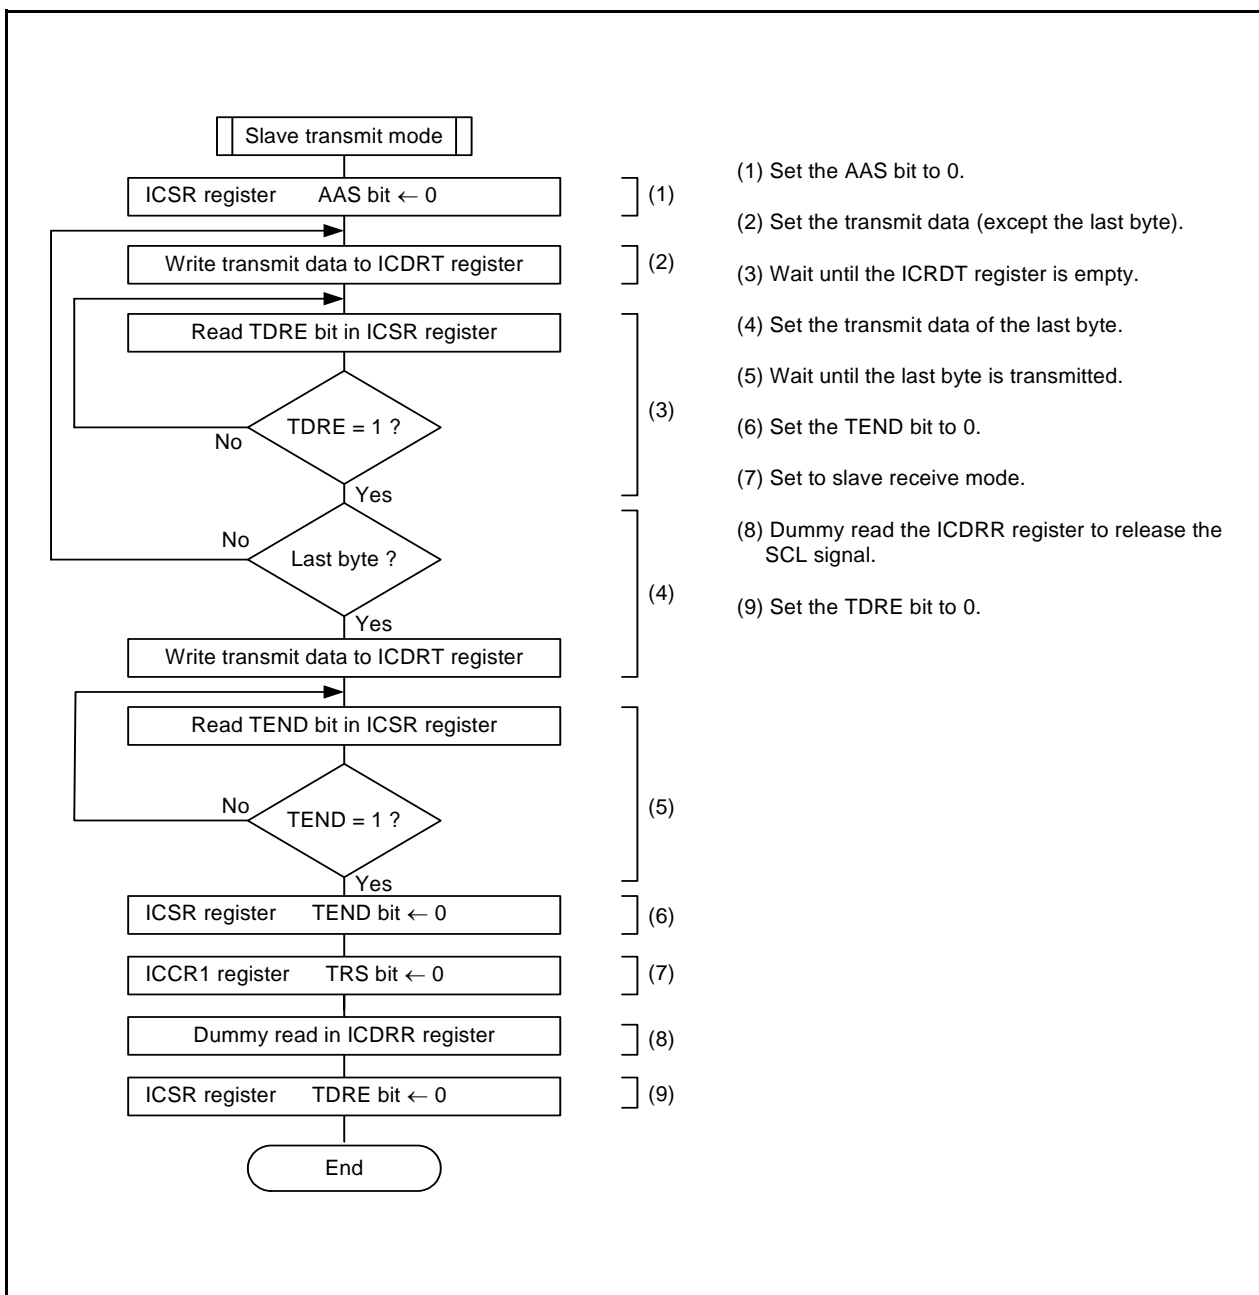 Slave transmit mode
ICSR register AAS bit ← 0
(1)
Write transmit data to ICDRT register
(2)
Read TDRE bit in ICSR register
TDRE = 1 ?
No
(3)
Yes
No
Last byte ?
(4)
Yes
Write transmit data to ICDRT register
Read TEND bit in ICSR register
No
TEND = 1 ?
(5)
Yes
ICSR register TEND bit ← 0
(6)
ICCR1 register TRS bit ← 0
(7)
Dummy read in ICDRR register
(8)
ICSR register TDRE bit ← 0
(9)
End
(1) Set the AAS bit to 0.
(2) Set the transmit data (except the last byte).
(3) Wait until the ICRDT register is empty.
(4) Set the transmit data of the last byte.
(5) Wait until the last byte is transmitted.
(6) Set the TEND bit to 0.
(7) Set to slave receive mode.
(8) Dummy read the ICDRR register to release the
SCL signal.
(9) Set the TDRE bit to 0.